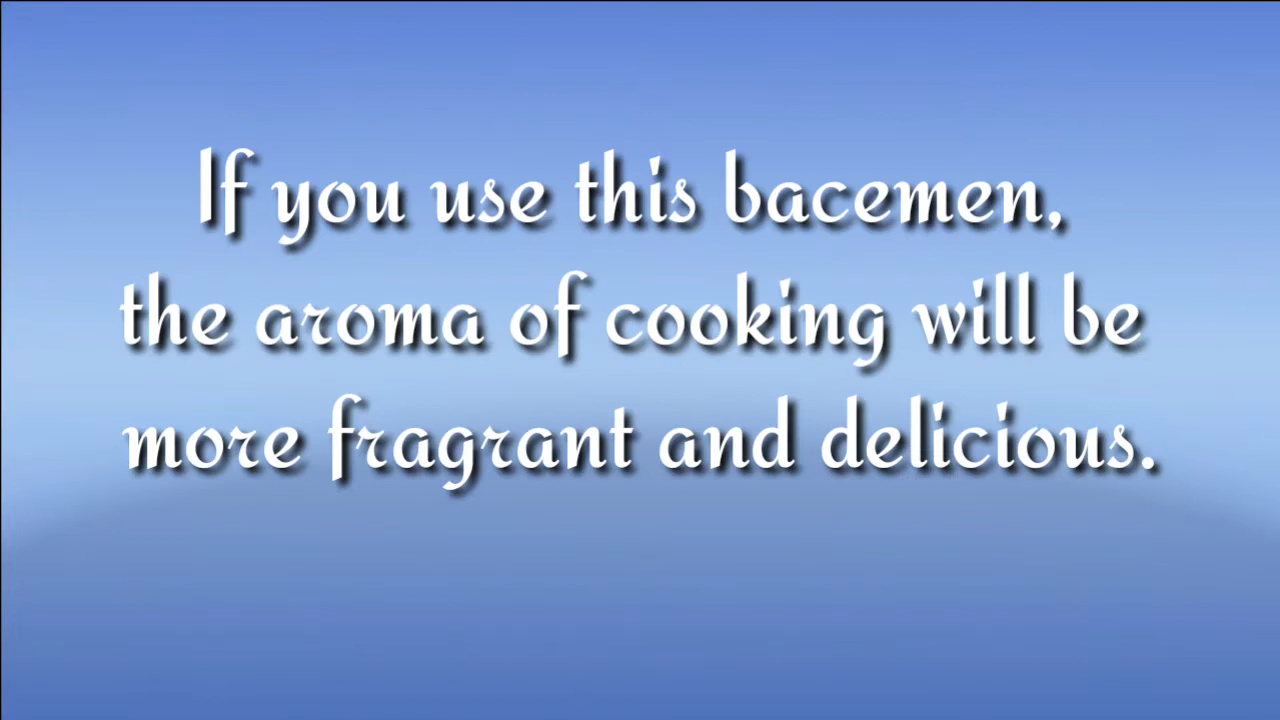 If you use this bacemen,
the aroma of cooking will be
more fragrant and delicious.